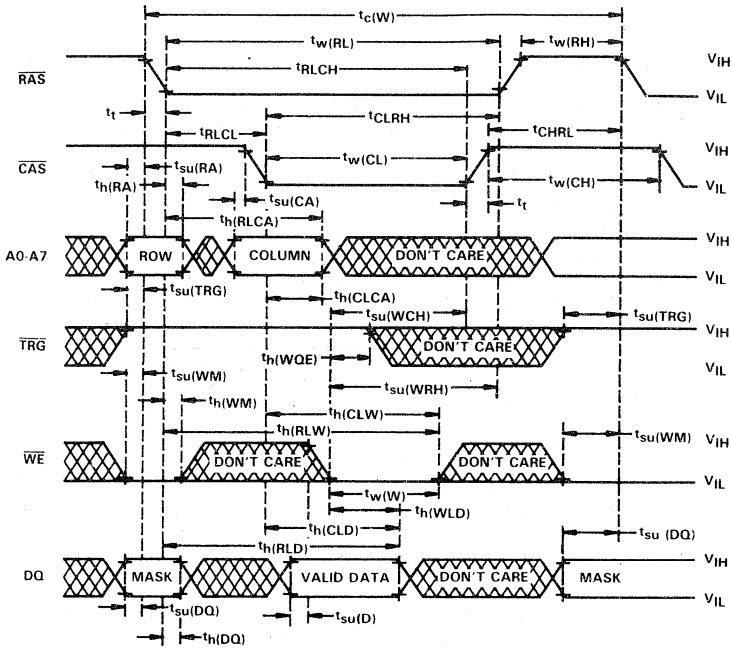 tc(W)
tw(RL)
tw(RH)
RAS
tRLCH
VIH
VIL
tt
tCLRH
tRLCL
tCHRL
CAS
tsu(RA)
tw(CL)
VIH
th(RA)
tw(CH)
VIL
tsu(CA)
tt
th(RLCA)
A0-A7
ROW
COLUMN
DON'T CARE
VIH
VIL
tsu(TRG)
th(CLCA)
tsu(WCH)
tsu(TRG)
TRG
DON'T CARE
VIH
th(WQE)
VIL
tsu(WM)
tsu(WRH)
th(WM)
th(CLW)
th(RLW)
tsu(WM)
WE
DON'T CARE
DON'T CARE
VIH
VIL
tw(W)
th(WLD)
th(CLD)
tsu (DQ)
th(RLD)
DQ
MASK
VALID DATA
DON'T CARE
MASK
VIH
VIL
tsu(DQ)
tsu(D)
th(DQ)